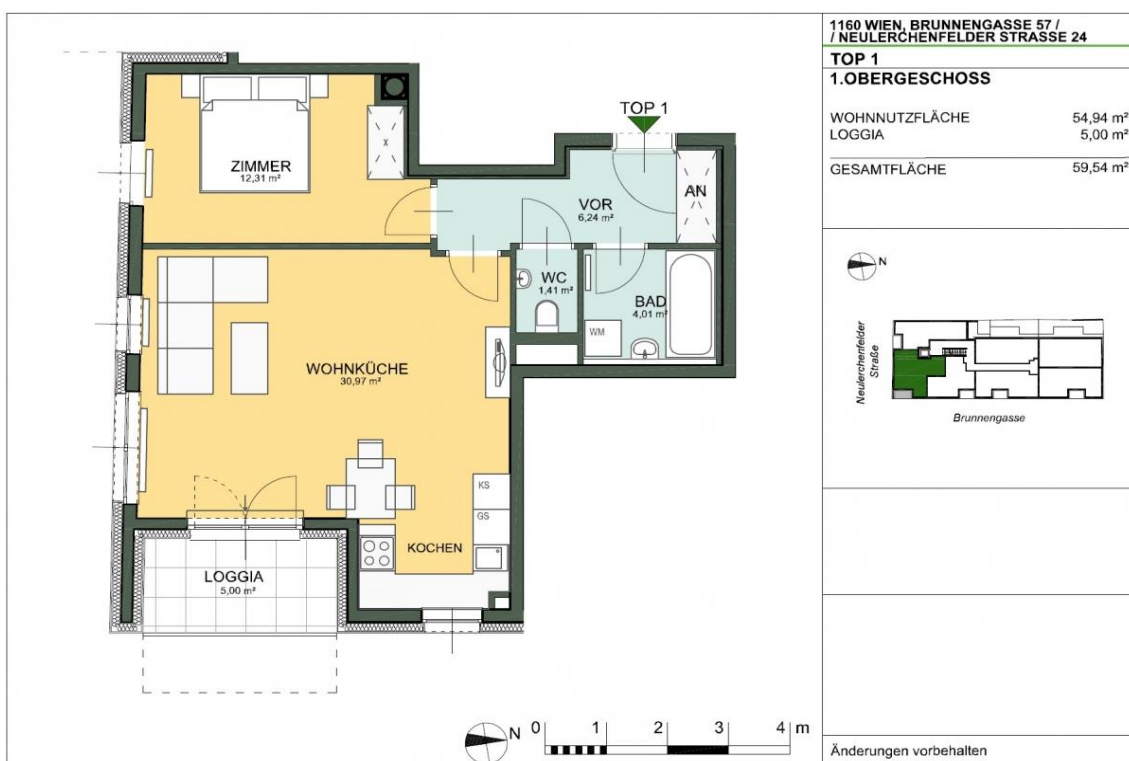 1160 WIEN, BRUNNENGASSE 57 /
/ NEULERCHENFELDER STRASSE 24
TOP 1
1.OBERGESCHOSS
WOHNNUTZFLÄCHE 54,94 m²
LOGGIA 5,00 m²
GESAMTFLÄCHE 59,54 m²
N
Neulerchenfelder
Straße
Brunnengasse
Änderungen vorbehalten
TOP 1
ZIMMER
12,31 m²
X
VOR
6,24 m²
AN
WC
1,41 m²
BAD
4,01 m²
WM
WOHNKÜCHE
30,97 m²
KS
GS
KOCHEN
LOGGIA
5,00 m²
N
0 1 2 3 4 m